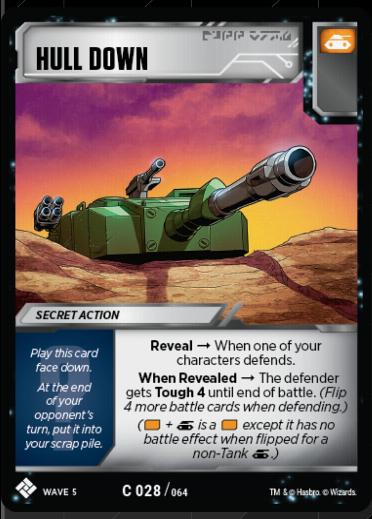 HULL DOWN
SECRET ACTION
Play this card
face down.
At the end
of your
opponent's
turn, put it into
your scrap pile.
Reveal → When one of your
characters defends.
When Revealed → The defender
gets Tough 4 until end of battle. (Flip
4 more battle cards when defending.)
( + is a except it has no
battle effect when flipped for a
non-Tank .)
WAVE 5
C 028/064
TM & © Hasbro. © Wizards.